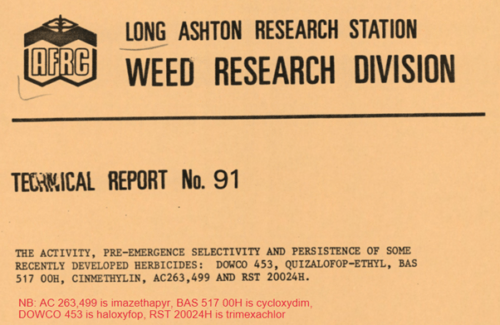 AFRC
LONG ASHTON RESEARCH STATION
WEED RESEARCH DIVISION
TECHNICAL REPORT No. 91
THE ACTIVITY, PRE-EMERGENCE SELECTIVITY AND PERSISTENCE OF SOME
RECENTLY DEVELOPED HERBICIDES: DOWCO 453, QUIZALOFOP-ETHYL, BAS
517 00H, CINMETHYLIN, AC263,499 AND RST 20024H.
NB: AC 263,499 is imazethapyr, BAS 517 00H is cycloxydim,
DOWCO 453 is haloxyfop, RST 20024H is trimexachlor